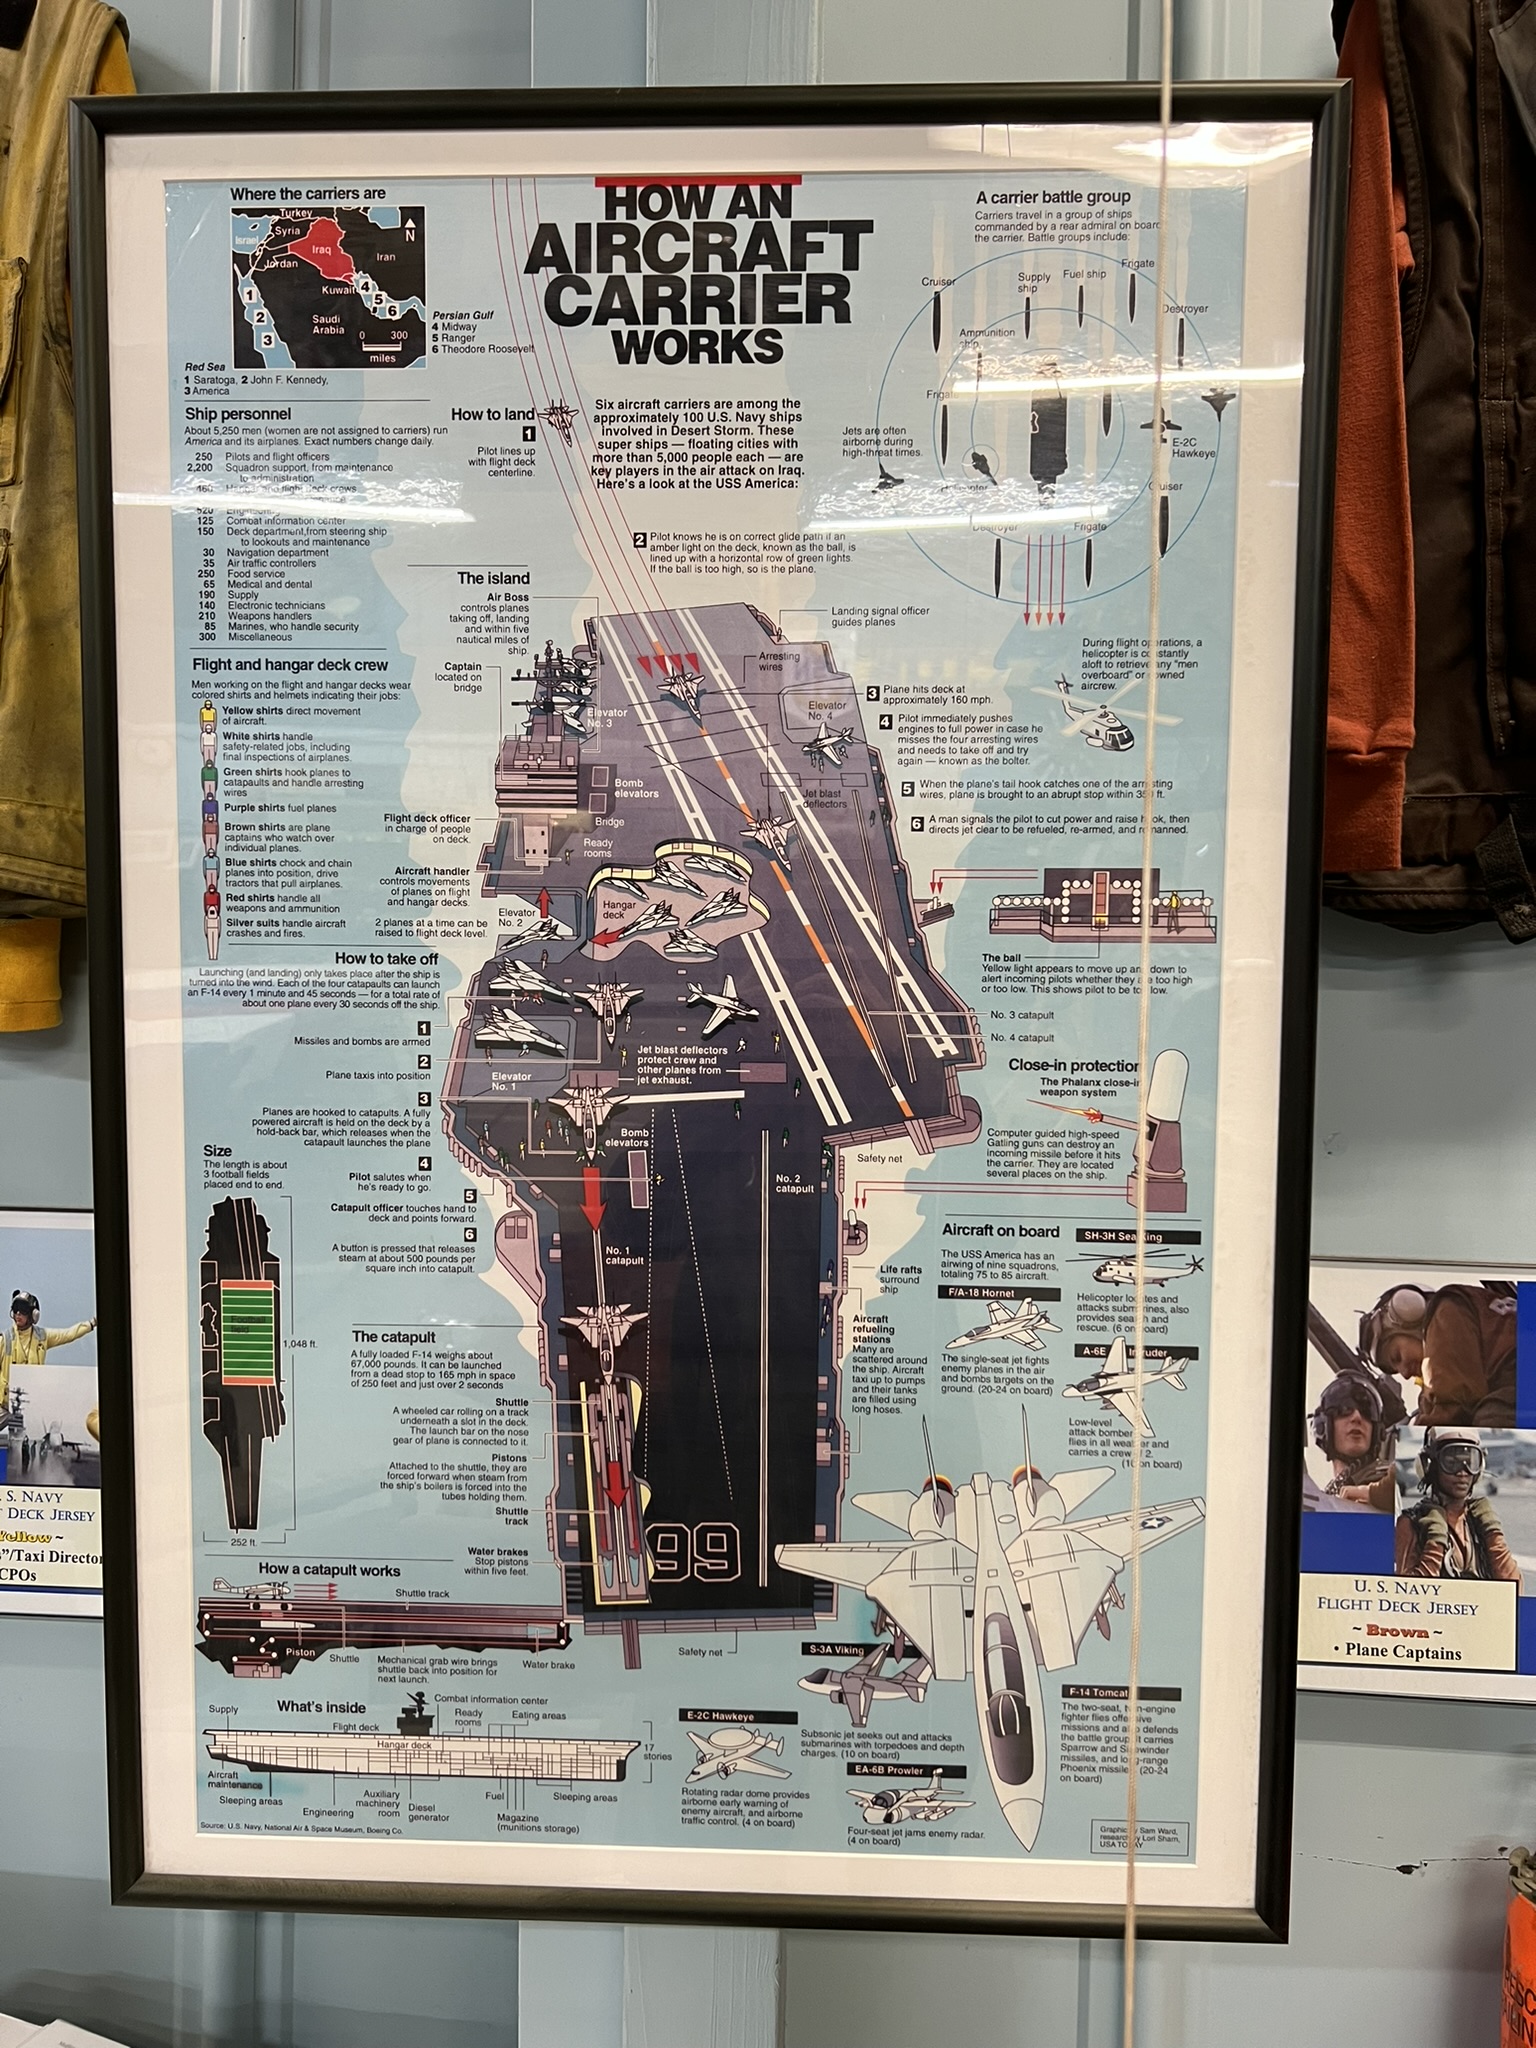 HOW AN
AIRCRAFT
CARRIER
WORKS
Six aircraft carriers are among the
approximately 100 U.S. Navy ships
involved in Desert Storm. These
super ships — floating cities with
more than 5,000 people each — are
key players in the air attack on Iraq.
Here's a look at the USS America:
Where the carriers are
Turkey
Syria
Israel
Iraq
Iran
Jordan
Kuwait
Saudi
Arabia
N
1
2
3
4
5
6
0 300
miles
Persian Gulf
4 Midway
5 Ranger
6 Theodore Roosevelt
Red Sea
1 Saratoga, 2 John F. Kennedy,
3 America
Ship personnel
About 5,250 men (women are not assigned to carriers) run
America and its airplanes. Exact numbers change daily.
250 Pilots and flight officers
2,200 Squadron support, from maintenance
to administration
460 Hangar and flight deck crews
520 Engineering
125 Combat information center
150 Deck department,from steering ship
to lookouts and maintenance
30 Navigation department
35 Air traffic controllers
250 Food service
65 Medical and dental
190 Supply
140 Electronic technicians
210 Weapons handlers
85 Marines, who handle security
300 Miscellaneous
Flight and hangar deck crew
Men working on the flight and hangar decks wear
colored shirts and helmets indicating their jobs:
Yellow shirts direct movement
of aircraft.
White shirts handle
safety-related jobs, including
final inspections of airplanes.
Green shirts hook planes to
catapults and handle arresting
wires
Purple shirts fuel planes
Brown shirts are plane
captains who watch over
individual planes.
Blue shirts chock and chain
planes into position, drive
tractors that pull airplanes.
Red shirts handle all
weapons and ammunition
Silver suits handle aircraft
crashes and fires.
How to land
1
Pilot lines up
with flight deck
centerline.
2 Pilot knows he is on correct glide path if an
amber light on the deck, known as the ball, is
lined up with a horizontal row of green lights.
If the ball is too high, so is the plane.
3 Plane hits deck at
approximately 160 mph.
4 Pilot immediately pushes
engines to full power in case he
misses the four arresting wires
and needs to take off and try
again — known as the bolter.
5 When the plane's tail hook catches one of the arresting
wires, plane is brought to an abrupt stop within 350 ft.
6 A man signals the pilot to cut power and raise hook, then
directs jet clear to be refueled, re-armed, and remanned.
A carrier battle group
Carriers travel in a group of ships
commanded by a rear admiral on board
the carrier. Battle groups include:
Cruiser
Supply
ship
Fuel ship
Frigate
Destroyer
Ammunition
ship
Frigate
Jets are often
airborne during
high-threat times.
E-2C
Hawkeye
Helicopter
Cruiser
Destroyer
Frigate
During flight operations, a
helicopter is constantly
aloft to retrieve any "men
overboard" or downed
aircrew.
The island
Air Boss
controls planes
taking off, landing
and within five
nautical miles of
ship.
Captain
located on
bridge
Flight deck officer
in charge of people
on deck.
Aircraft handler
controls movements
of planes on flight
and hangar decks.
2 planes at a time can be
raised to flight deck level.
Landing signal officer
guides planes
Arresting
wires
Elevator
No. 3
Elevator
No. 4
Bomb
elevators
Jet blast
deflectors
Bridge
Ready
rooms
Hangar
deck
Elevator
No. 2
The ball
Yellow light appears to move up and down to
alert incoming pilots whether they are too high
or too low. This shows pilot to be too low.
No. 3 catapult
No. 4 catapult
Jet blast deflectors
protect crew and
other planes from
jet exhaust.
Elevator
No. 1
Bomb
elevators
No. 2
catapult
No. 1
catapult
Safety net
99
Safety net
How to take off
Launching (and landing) only takes place after the ship is
turned into the wind. Each of the four catapults can launch
an F-14 every 1 minute and 45 seconds — for a total rate of
about one plane every 30 seconds off the ship.
1
Missiles and bombs are armed
2
Plane taxis into position
3
Planes are hooked to catapults. A fully
powered aircraft is held on the deck by a
hold-back bar, which releases when the
catapult launches the plane
4
Pilot salutes when
he's ready to go.
5
Catapult officer touches hand to
deck and points forward.
6
A button is pressed that releases
steam at about 500 pounds per
square inch into catapult.
Size
The length is about
3 football fields
placed end to end.
Football
field
1,048 ft.
252 ft.
The catapult
A fully loaded F-14 weighs about
67,000 pounds. It can be launched
from a dead stop to 165 mph in space
of 250 feet and just over 2 seconds
Shuttle
A wheeled car rolling on a track
underneath a slot in the deck.
The launch bar on the nose
gear of plane is connected to it.
Pistons
Attached to the shuttle, they are
forced forward when steam from
the ship's boilers is forced into the
tubes holding them.
Shuttle
track
Water brakes
Stop pistons
within five feet.
How a catapult works
Shuttle track
Piston
Shuttle
Mechanical grab wire brings
shuttle back into position for
next launch.
Water brake
Close-in protection
The Phalanx close-in
weapon system
Computer guided high-speed
Gatling guns can destroy an
incoming missile before it hits
the carrier. They are located
several places on the ship.
Life rafts
surround
ship
Aircraft
refueling
stations
Many are
scattered around
the ship. Aircraft
taxi up to pumps
and their tanks
are filled using
long hoses.
Aircraft on board
The USS America has an
airwing of nine squadrons,
totaling 75 to 85 aircraft.
SH-3H Sea King
Helicopter locates and
attacks submarines, also
provides search and
rescue. (6 on board)
F/A-18 Hornet
The single-seat jet fights
enemy planes in the air
and bombs targets on the
ground. (20-24 on board)
A-6E Intruder
Low-level
attack bomber
flies in all weather and
carries a crew of 2.
(10 on board)
F-14 Tomcat
The two-seat, twin-engine
fighter flies offensive
missions and also defends
the battle group. It carries
Sparrow and Sidewinder
missiles, and long-range
Phoenix missiles. (20-24
on board)
S-3A Viking
Subsonic jet seeks out and attacks
submarines with torpedoes and depth
charges. (10 on board)
E-2C Hawkeye
Rotating radar dome provides
airborne early warning of
enemy aircraft, and airborne
traffic control. (4 on board)
EA-6B Prowler
Four-seat jet jams enemy radar.
(4 on board)
What's inside
Supply
Flight deck
Combat information center
Ready
rooms
Eating areas
Hangar deck
17
stories
Aircraft
maintenance
Sleeping areas
Engineering
Auxiliary
machinery
room
Diesel
generator
Fuel
Magazine
(munitions storage)
Sleeping areas
Source: U.S. Navy, National Air & Space Museum, Boeing Co.
Graphic by Sam Ward,
research by Lori Sham,
USA TODAY
. S. NAVY
T DECK JERSEY
Yellow ~
s"/Taxi Director
CPOs
U. S. NAVY
FLIGHT DECK JERSEY
~ Brown ~
• Plane Captains